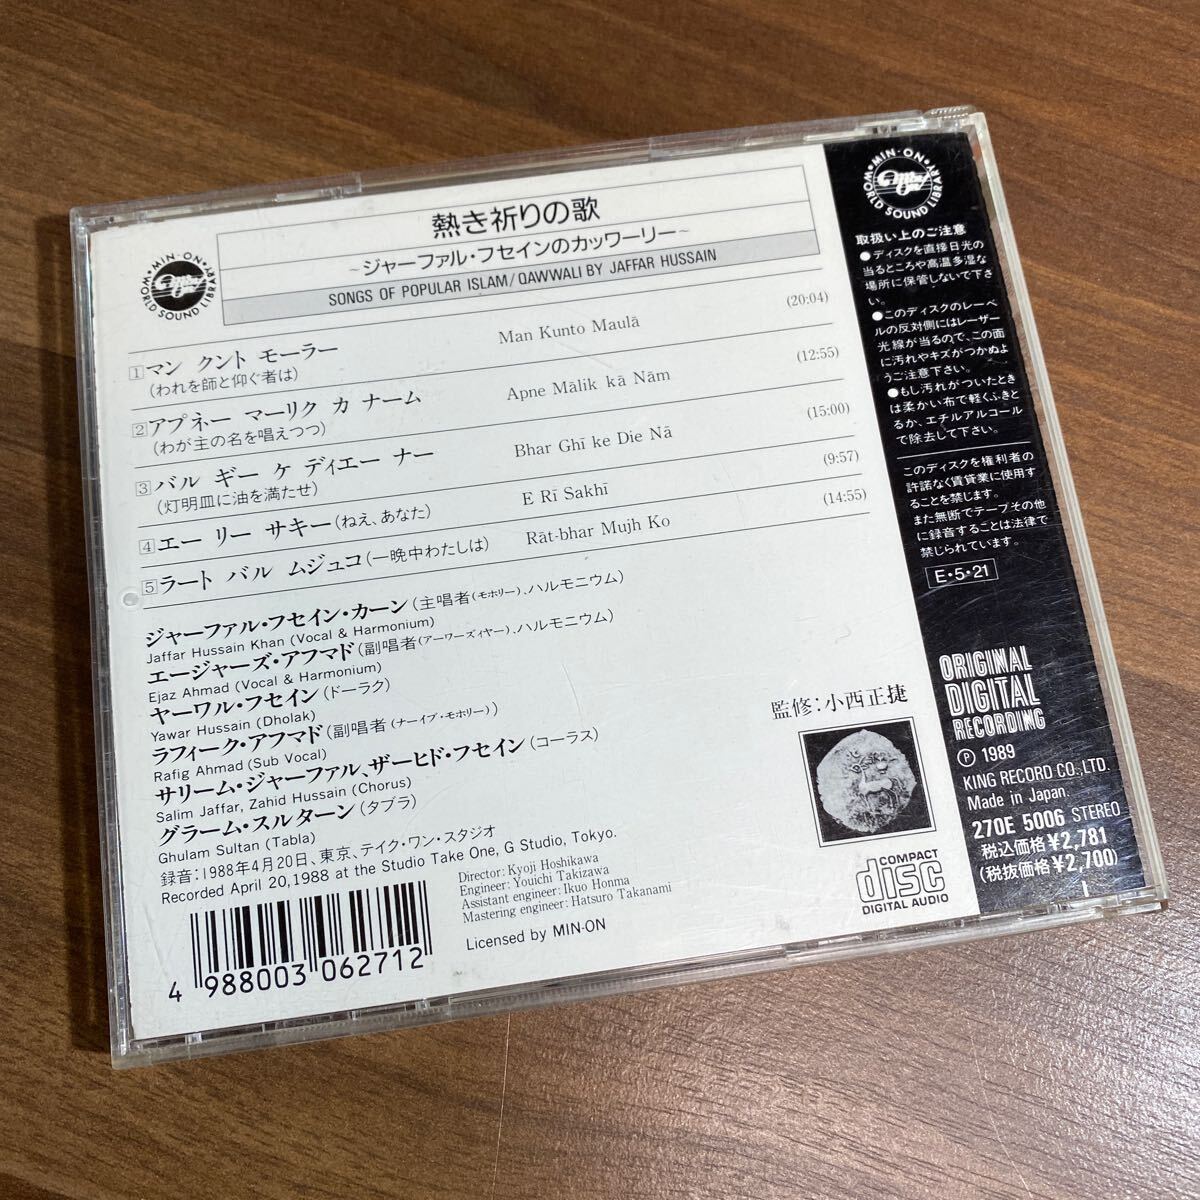 熱き祈りの歌
~ジャーファル・フセインのカッワーリー~
SONGS OF POPULAR ISLAM/QAWWALI BY JAFFAR HUSSAIN
MIN-ON
WORLD SOUND LIBRARY
1 マン クント モーラー Man Kunto Maulā (20:04)
(われを師と仰ぐ者は)
2 アプネー マーリク カ ナーム Apne Mālik kā Nām (12:55)
(わが主の名を唱えつつ)
3 バル ギー ケ ディエー ナー Bhar Ghī ke Die Nā (15:00)
(灯明皿に油を満たせ)
4 エー リー サキー(ねえ、あなた) E Rī Sakhī (9:57)
5 ラート バル ムジュコ(一晩中わたしは) Rāt-bhar Mujh Ko (14:55)
ジャーファル・フセイン・カーン(主唱者(モホリー)、ハルモニウム)
Jaffar Hussain Khan (Vocal & Harmonium)
エージャーズ・アフマド(副唱者(アーワーズィヤー)、ハルモニウム)
Ejaz Ahmad (Vocal & Harmonium)
ヤーワル・フセイン(ドーラク)
Yawar Hussain (Dholak)
ラフィーク・アフマド(副唱者(ナーイブ・モホリー))
Rafig Ahmad (Sub Vocal)
サリーム・ジャーファル、ザーヒド・フセイン(コーラス)
Salim Jaffar, Zahid Hussain (Chorus)
グラーム・スルターン(タブラ)
Ghulam Sultan (Tabla)
録音:1988年4月20日、東京、テイク・ワン・スタジオ
Recorded April 20,1988 at the Studio Take One, G Studio, Tokyo.
Director: Kyoji Hoshikawa
Engineer: Youichi Takizawa
Assistant engineer: Ikuo Honma
Mastering engineer: Hatsuro Takanami
Licensed by MIN-ON
4 988003 062712
監修:小西正捷
COMPACT
disc
DIGITAL AUDIO
MIN-ON
WORLD SOUND LIBRARY
取扱い上のご注意
●ディスクを直接日光の
当るところや高温多湿な
場所に保管しないで下さ
い。
●このディスクのレーベ
ルの反対側にはレーザー
光線が当るので、この面
に汚れやキズがつかぬよ
うご注意下さい。
●もし汚れがついたとき
は柔かい布で軽くふきと
るか、エチルアルコール
で除去して下さい。
このディスクを権利者の
許諾なく賃貸業に使用す
ることを禁じます。
また無断でテープその他
に録音することは法律で
禁じられています。
E・5・21
ORIGINAL
DIGITAL
RECORDING
Ⓟ 1989
KING RECORD CO.,LTD.
Made in Japan.
270E 5006 STEREO
税込価格¥2,781
(税抜価格¥2,700)